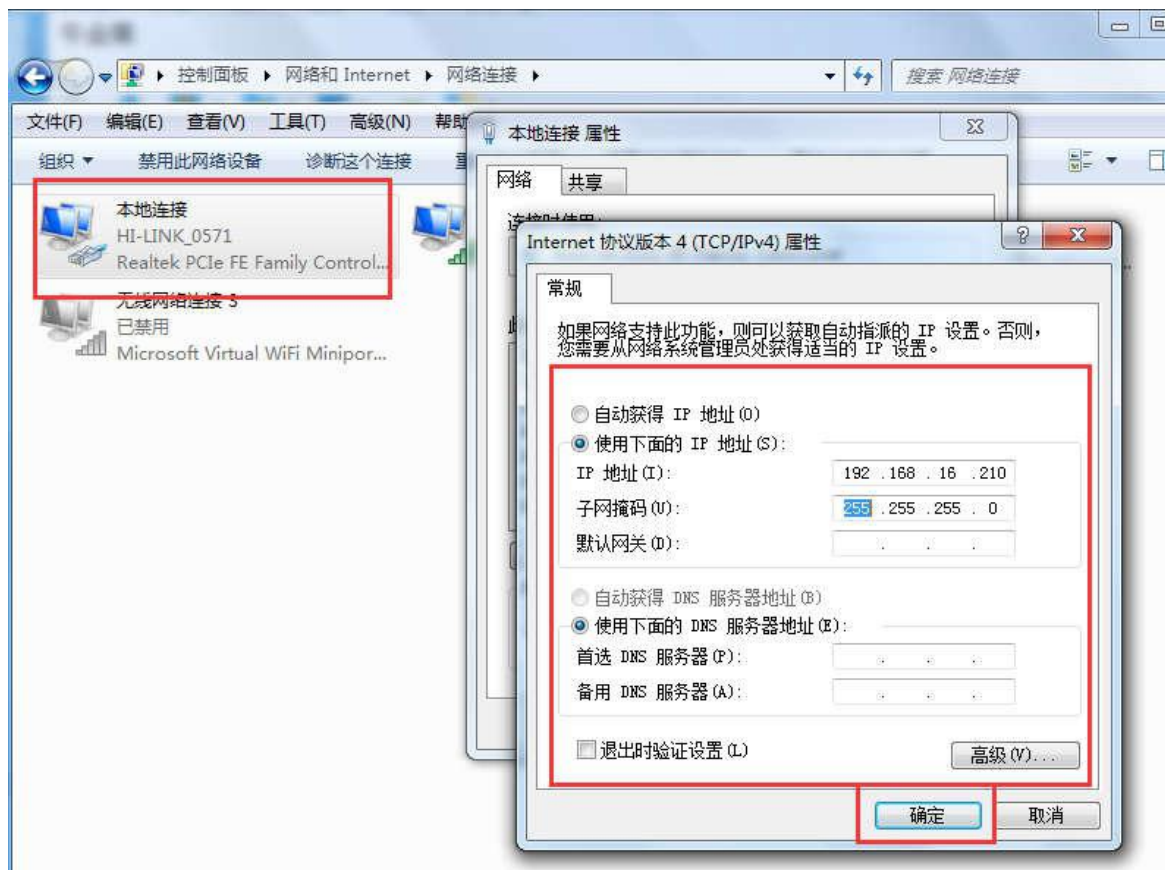 控制面板 ▸ 网络和 Internet ▸ 网络连接 ▸
搜索 网络连接
文件(F) 编辑(E) 查看(V) 工具(T) 高级(N) 帮助
组织 禁用此网络设备 诊断这个连接
本地连接
HI-LINK_0571
Realtek PCIe FE Family Control...
无线网络连接 3
已禁用
Microsoft Virtual WiFi Minipor...
本地连接 属性
网络 共享
连接时使用:
Internet 协议版本 4 (TCP/IPv4) 属性
常规
如果网络支持此功能，则可以获取自动指派的 IP 设置。否则，
您需要从网络系统管理员处获得适当的 IP 设置。
自动获得 IP 地址(O)
使用下面的 IP 地址(S):
IP 地址(I): 192 .168 . 16 .210
子网掩码(U): 255 .255 .255 . 0
默认网关(D): . . .
自动获得 DNS 服务器地址(B)
使用下面的 DNS 服务器地址(E):
首选 DNS 服务器(P): . . .
备用 DNS 服务器(A): . . .
退出时验证设置(L)
高级(V)...
确定 取消